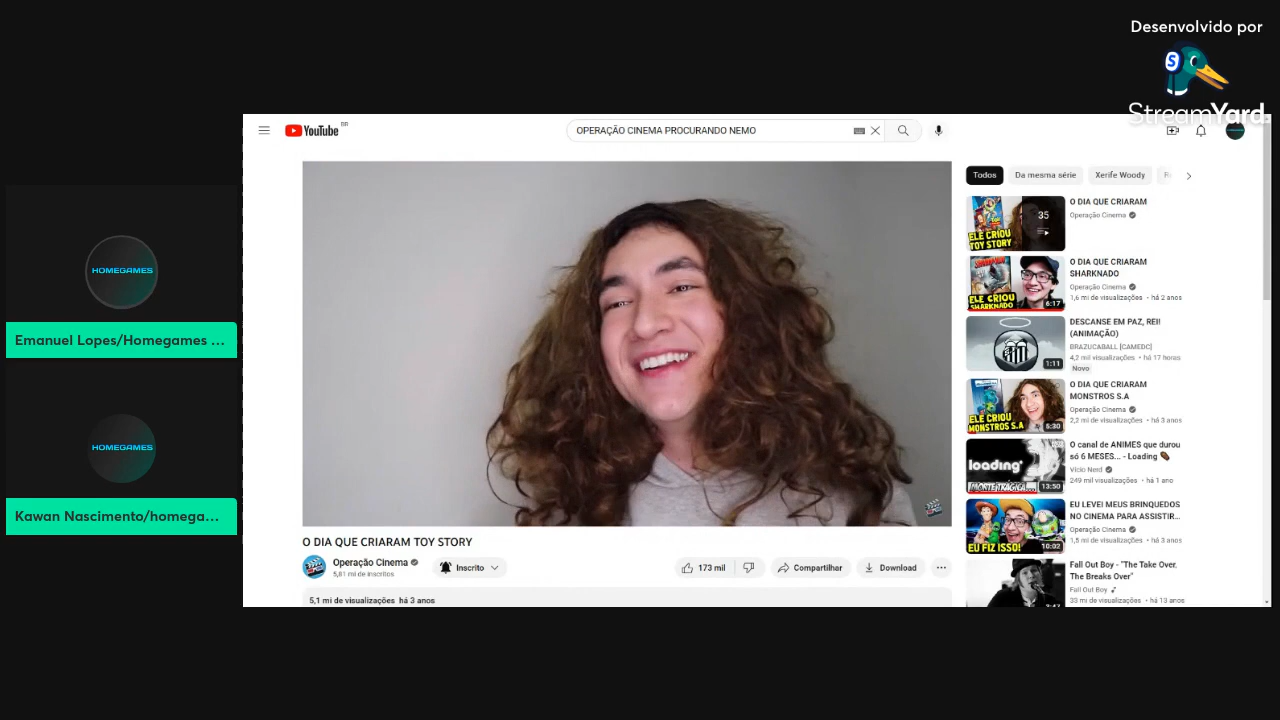 Desenvolvido por
StreamYard.
YouTube BR
OPERAÇÃO CINEMA PROCURANDO NEMO
Todos
Da mesma série
Xerife Woody
HOMEGAMES
Emanuel Lopes/Homegames ...
HOMEGAMES
Kawan Nascimento/homega...
O DIA QUE CRIARAM TOY STORY
Operação Cinema
5,81 mi de inscritos
Inscrito
173 mil
Compartilhar
Download
5,1 mi de visualizações há 3 anos
ELE CRIOU
TOY STORY
35
O DIA QUE CRIARAM
Operação Cinema
ELE CRIOU
SHARKNADO
6:17
O DIA QUE CRIARAM
SHARKNADO
Operação Cinema
1,6 mi de visualizações • há 2 anos
1:11
DESCANSE EM PAZ, REI!
(ANIMAÇÃO)
BRAZUCABALL [CAMEDC]
4,2 mil visualizações • há 17 horas
Novo
ELE CRIOU
MONSTROS S.A
5:30
O DIA QUE CRIARAM
MONSTROS S.A
Operação Cinema
2,2 mi de visualizações • há 3 anos
loading
MORTE TRÁGICA...
13:50
O canal de ANIMES que durou
só 6 MESES... - Loading
Vício Nerd
249 mil visualizações • há 1 ano
EU FIZ ISSO!
10:02
EU LEVEI MEUS BRINQUEDOS
NO CINEMA PARA ASSISTIR...
Operação Cinema
1,5 mi de visualizações • há 3 anos
Fall Out Boy - "The Take Over,
The Breaks Over"
Fall Out Boy
33 mi de visualizações • há 13 anos